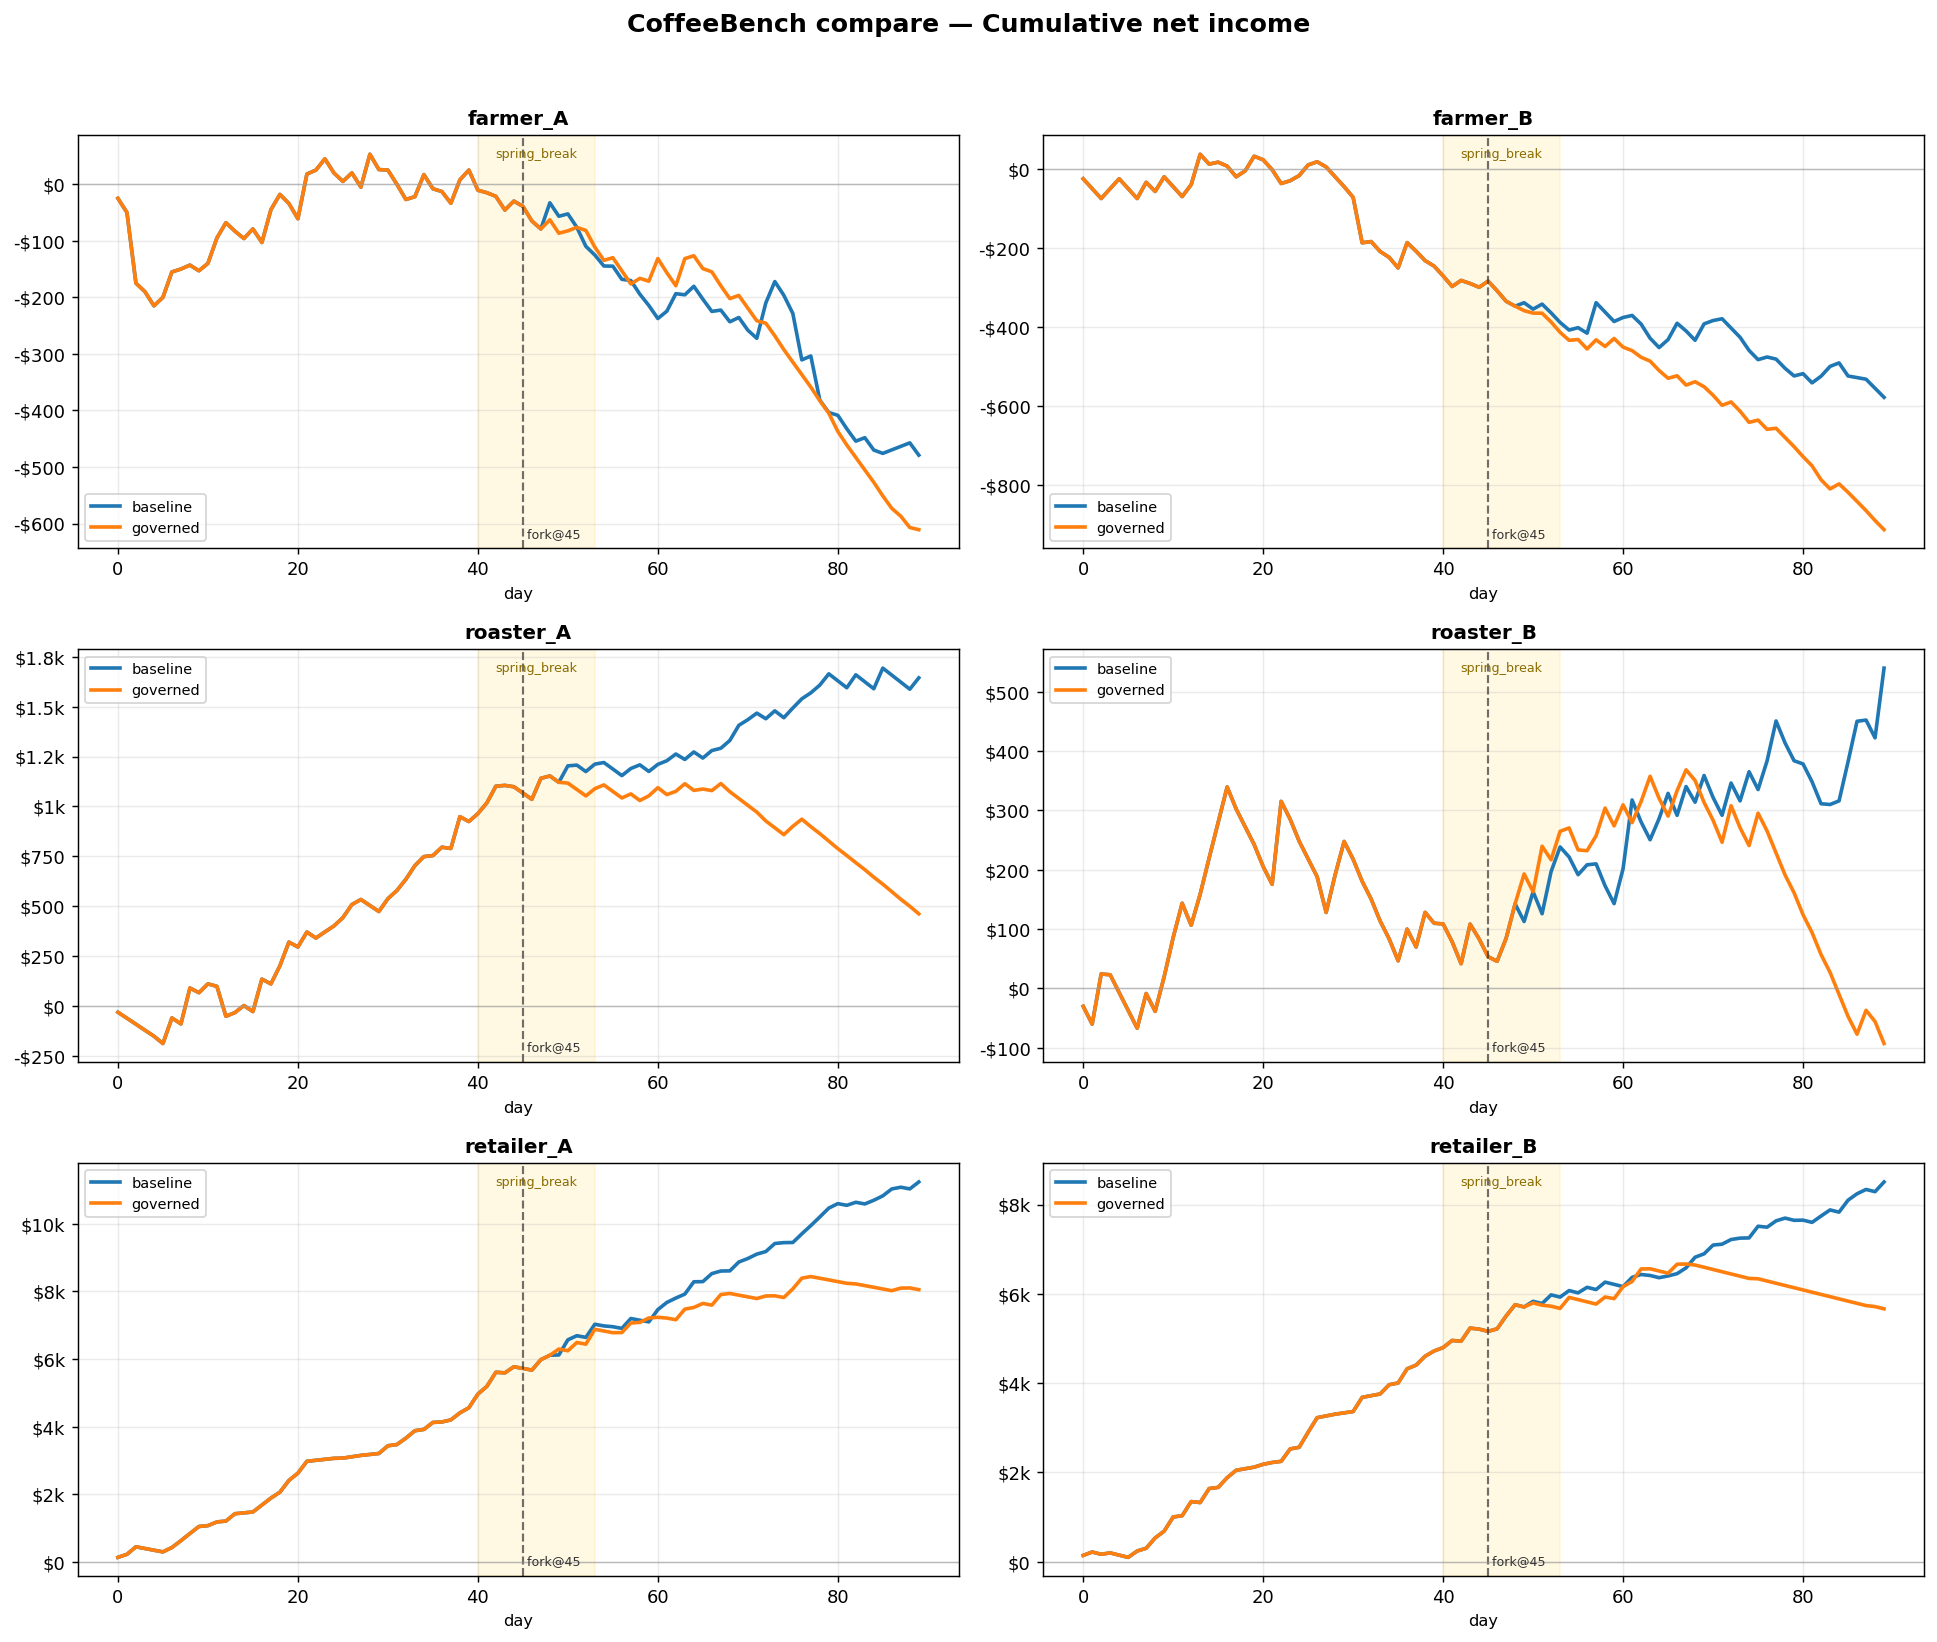 CoffeeBench compare — Cumulative net income
farmer_A
spring_break
$0
-$100
-$200
-$300
-$400
-$500
-$600
baseline
governed
fork@45
0 20 40 60 80
day
farmer_B
spring_break
$0
-$200
-$400
-$600
-$800
baseline
governed
fork@45
0 20 40 60 80
day
roaster_A
$1.8k
baseline
governed
spring_break
$1.5k
$1.2k
$1k
$750
$500
$250
$0
-$250
fork@45
0 20 40 60 80
day
roaster_B
baseline
governed
spring_break
$500
$400
$300
$200
$100
$0
-$100
fork@45
0 20 40 60 80
day
retailer_A
baseline
governed
spring_break
$10k
$8k
$6k
$4k
$2k
$0
fork@45
0 20 40 60 80
day
retailer_B
baseline
governed
spring_break
$8k
$6k
$4k
$2k
$0
fork@45
0 20 40 60 80
day